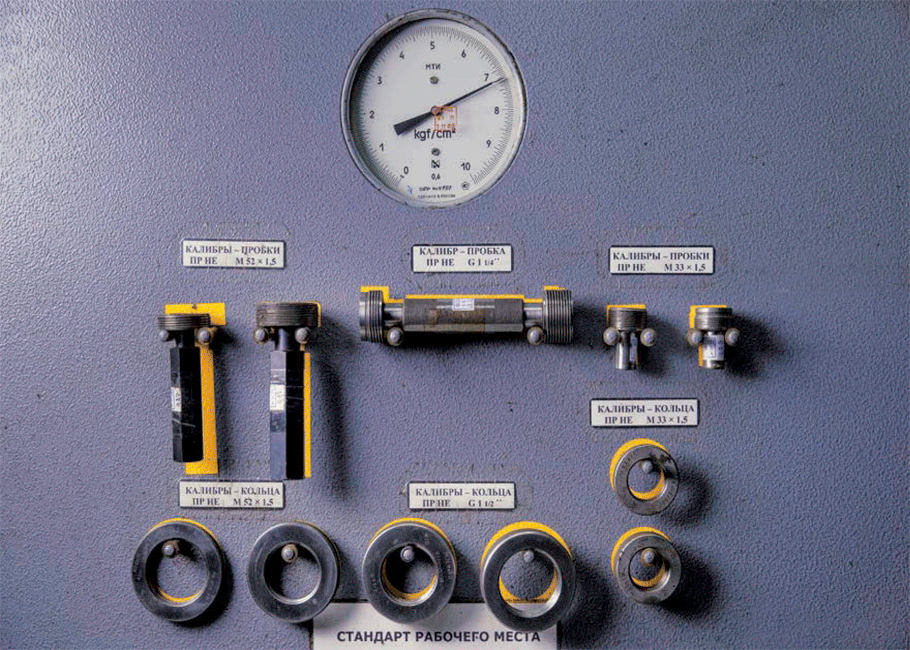 5
4
6
3
МТИ
7
2
8
kgf/cm²
1
9
0
10
0,6
СДЕЛАНО В РОССИИ
КАЛИБРЫ – ПРОБКИ
ПР НЕ М 52 × 1,5
КАЛИБР – ПРОБКА
ПР НЕ G 1 1/4"
КАЛИБРЫ – ПРОБКИ
ПР НЕ М 33 × 1,5
КАЛИБРЫ – КОЛЬЦА
ПР НЕ М 33 × 1,5
КАЛИБРЫ – КОЛЬЦА
ПР НЕ М 52 × 1,5
КАЛИБРЫ – КОЛЬЦА
ПР НЕ G 1 1/2"
СТАНДАРТ РАБОЧЕГО МЕСТА